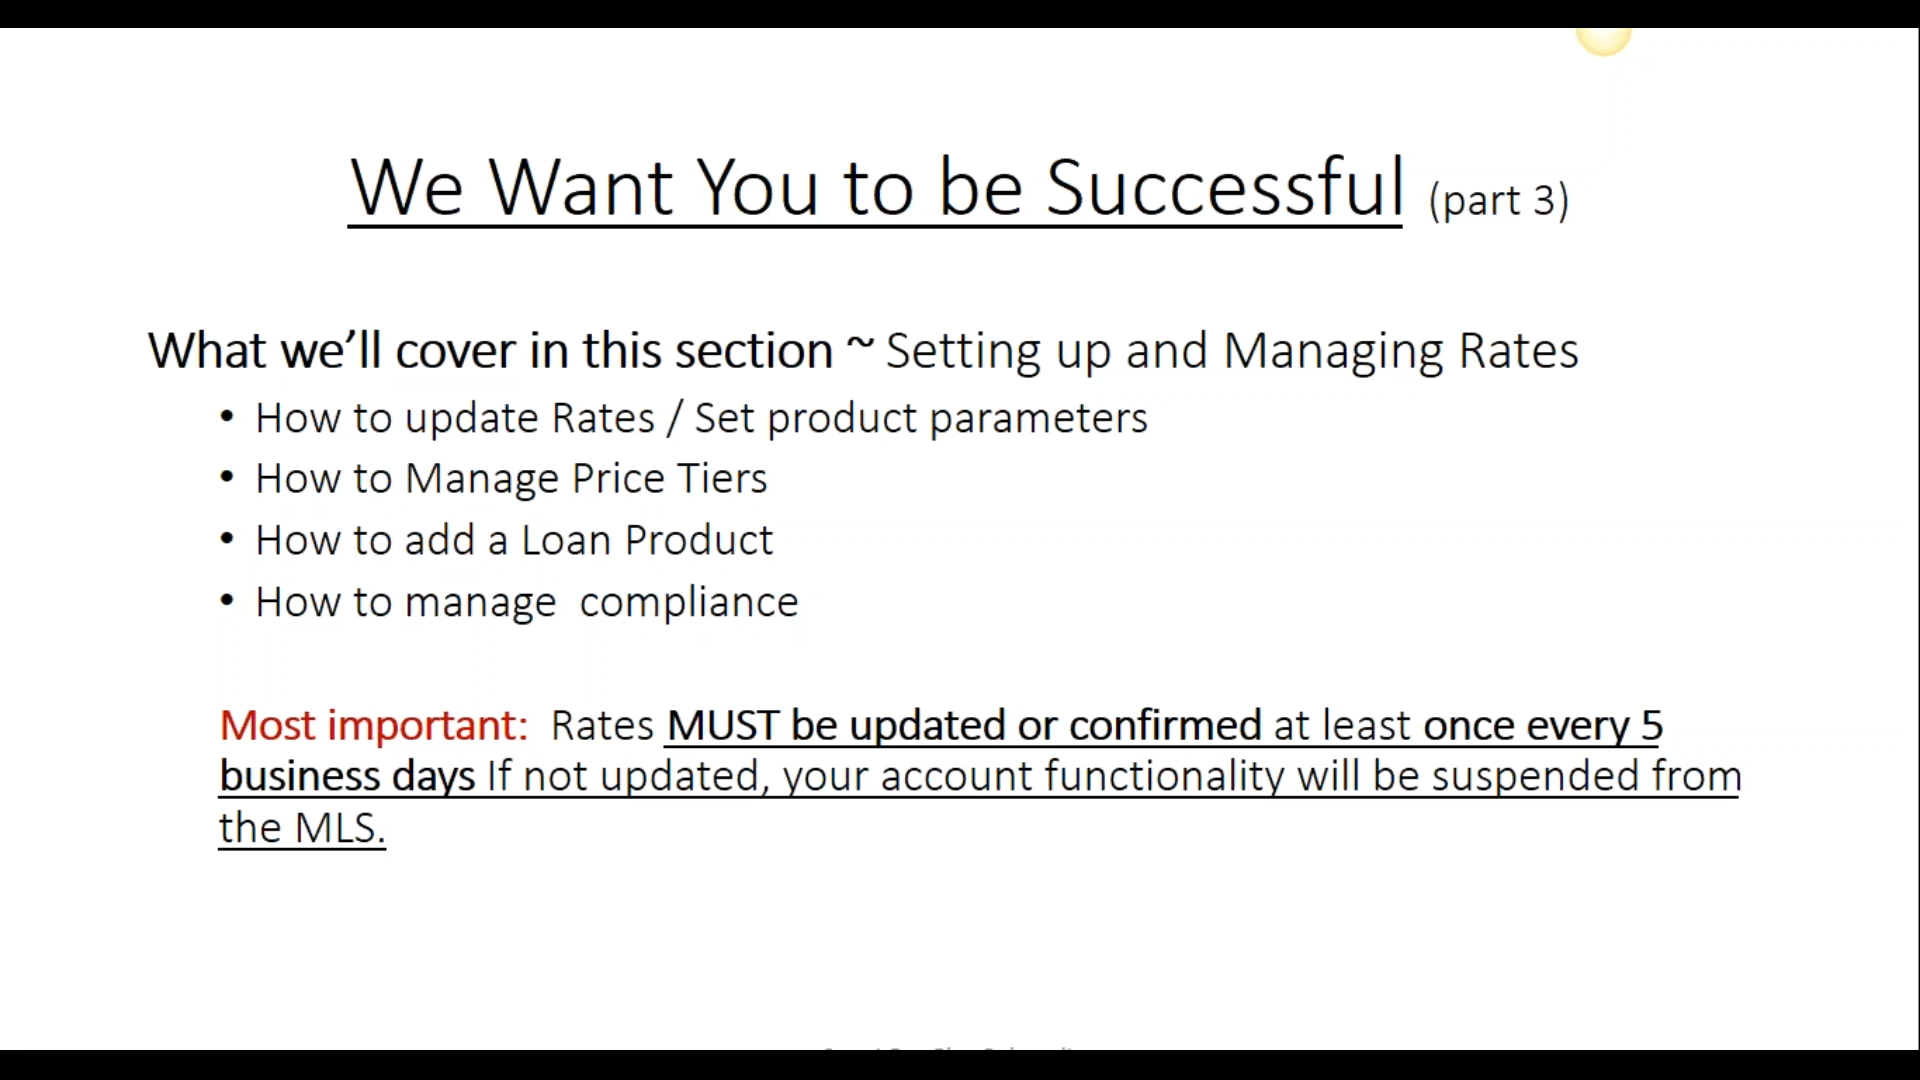 We Want You to be Successful (part 3)
What we’ll cover in this section ~ Setting up and Managing Rates
• How to update Rates / Set product parameters
• How to Manage Price Tiers
• How to add a Loan Product
• How to manage  compliance
Most important:  Rates MUST be updated or confirmed at least once every 5
business days If not updated, your account functionality will be suspended from
the MLS.